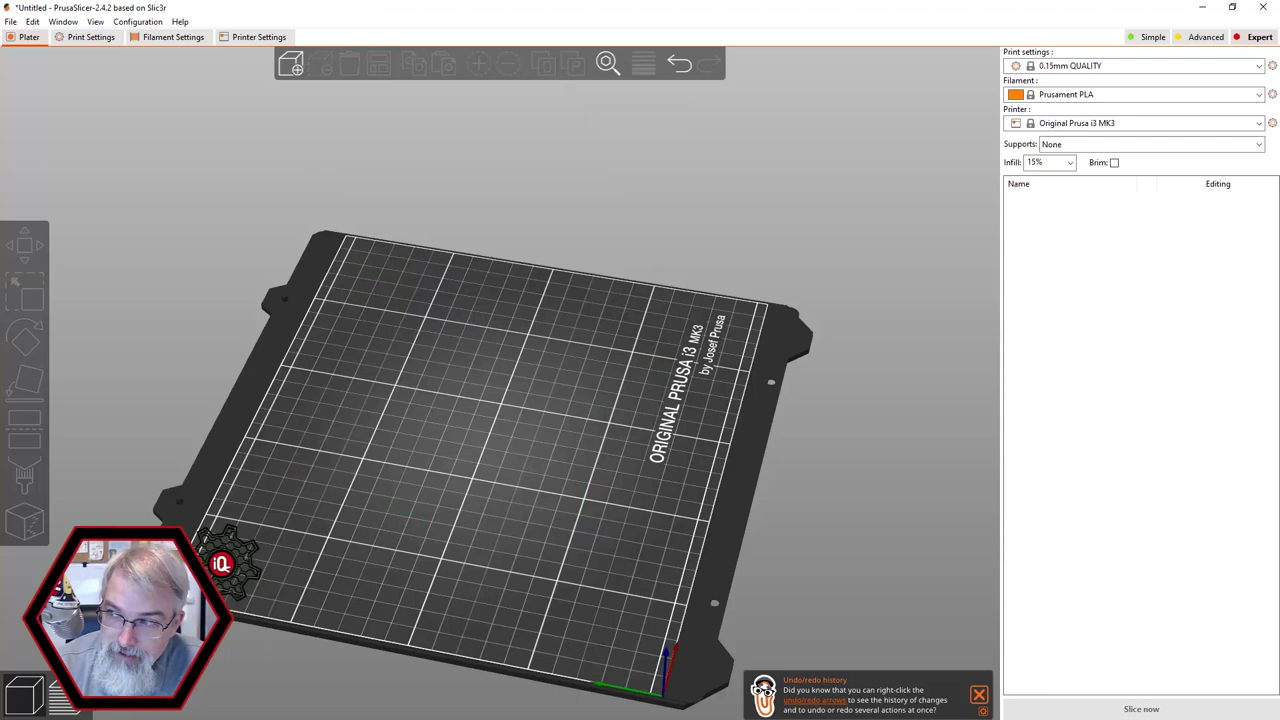 *Untitled - PrusaSlicer-2.4.2 based on Slic3r
File Edit Window View Configuration Help
Plater Print Settings Filament Settings Printer Settings
Simple Advanced Expert
Print settings :
0.15mm QUALITY
Filament :
Prusament PLA
Printer :
Original Prusa i3 MK3
Supports: None
Infill: 15% Brim:
Name Editing
ORIGINAL PRUSA i3 MK3
by Josef Prusa
iQ
Undo/redo history
Did you know that you can right-click the
undo/redo arrows to see the history of changes
and to undo or redo several actions at once?
Slice now